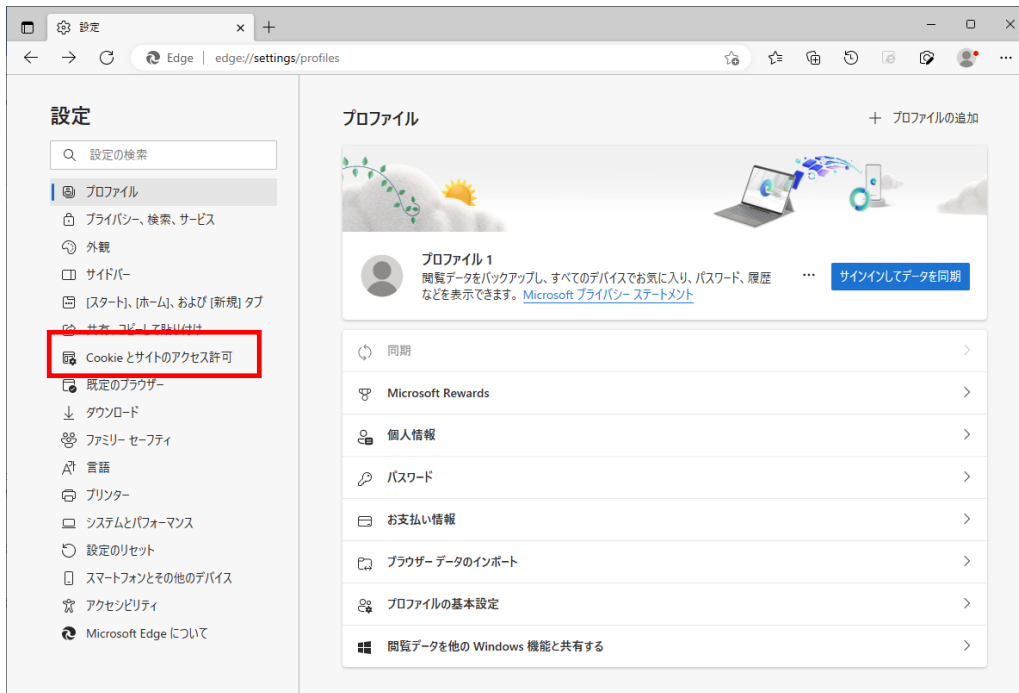 設定
Edge
edge://settings/profiles
設定
設定の検索
プロファイル
プライバシー、検索、サービス
外観
サイドバー
[スタート]、[ホーム]、および [新規] タブ
共有、コピーして貼り付け
Cookie とサイトのアクセス許可
既定のブラウザー
ダウンロード
ファミリー セーフティ
言語
プリンター
システムとパフォーマンス
設定のリセット
スマートフォンとその他のデバイス
アクセシビリティ
Microsoft Edge について
プロファイル
プロファイルの追加
プロファイル 1
閲覧データをバックアップし、すべてのデバイスでお気に入り、パスワード、履歴
などを表示できます。Microsoft プライバシー ステートメント
サインインしてデータを同期
同期
Microsoft Rewards
個人情報
パスワード
お支払い情報
ブラウザー データのインポート
プロファイルの基本設定
閲覧データを他の Windows 機能と共有する